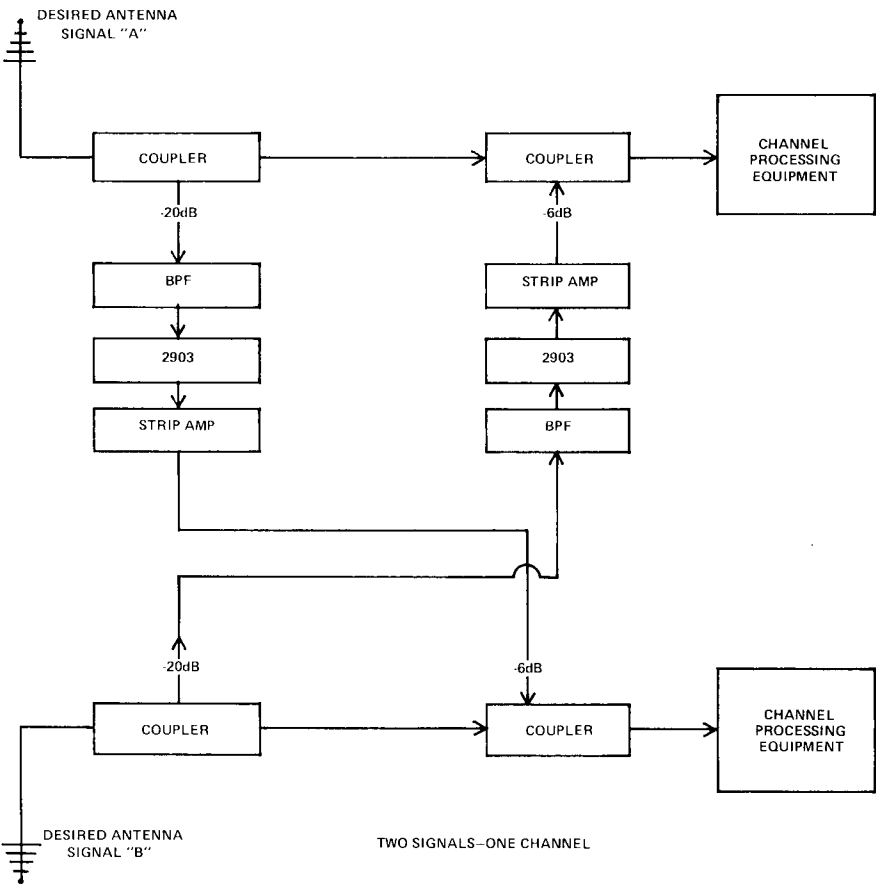 DESIRED ANTENNA
SIGNAL "A"
COUPLER
COUPLER
CHANNEL
PROCESSING
EQUIPMENT
-20dB
-6dB
BPF
STRIP AMP
2903
2903
STRIP AMP
BPF
-20dB
-6dB
COUPLER
COUPLER
CHANNEL
PROCESSING
EQUIPMENT
DESIRED ANTENNA
SIGNAL "B"
TWO SIGNALS—ONE CHANNEL